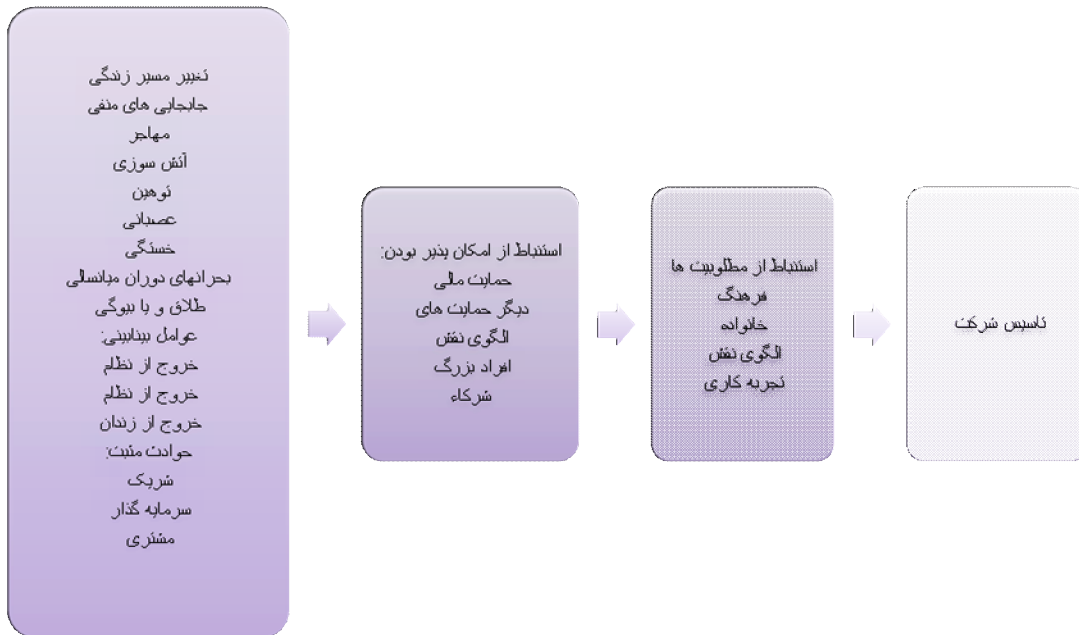 تغییر مسیر زندگی
جابجایی های منفی
مهاجر
آتش سوزی
توهین
عصبانی
خستگی
بحرانهای دوران میانسالی
طلاق و یا بیوگی
عوامل بینابینی:
خروج از نظام
خروج از نظام
خروج از زندان
حوادث مثبت:
شریک
سرمایه گذار
مشتری
استنباط از امکان پذیر بودن:
حمایت مالی
دیگر حمایت های
الگوی نقش
افراد بزرگ
شرکاء
استنباط از مطلوبیت ها
فرهنگ
خانواده
الگوی نقش
تجربه کاری
تاسیس شرکت